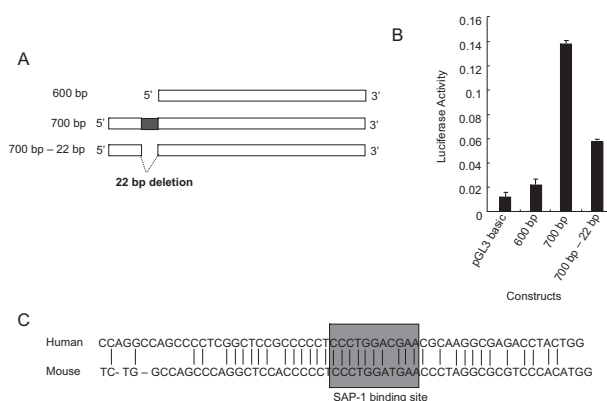 A
600 bp 5' 3'
700 bp 5' 3'
700 bp – 22 bp 5' 3'
22 bp deletion
B
Luciferase Activity
0.16
0.14
0.12
0.1
0.08
0.06
0.04
0.02
0
pGL3 basic
600 bp
700 bp
700 bp – 22 bp
Constructs
C
Human CCAGGCCAGCCCCTCGGCTCCGCCCCCTCCCTGGACGAACGCAAGGCGAGACCTACTGG
Mouse TC- TG – GCCAGCCCAGGCTCCACCCCCTCCCTGGATGAACCCTAGGCGCGTCCCACATGG
SAP-1 binding site